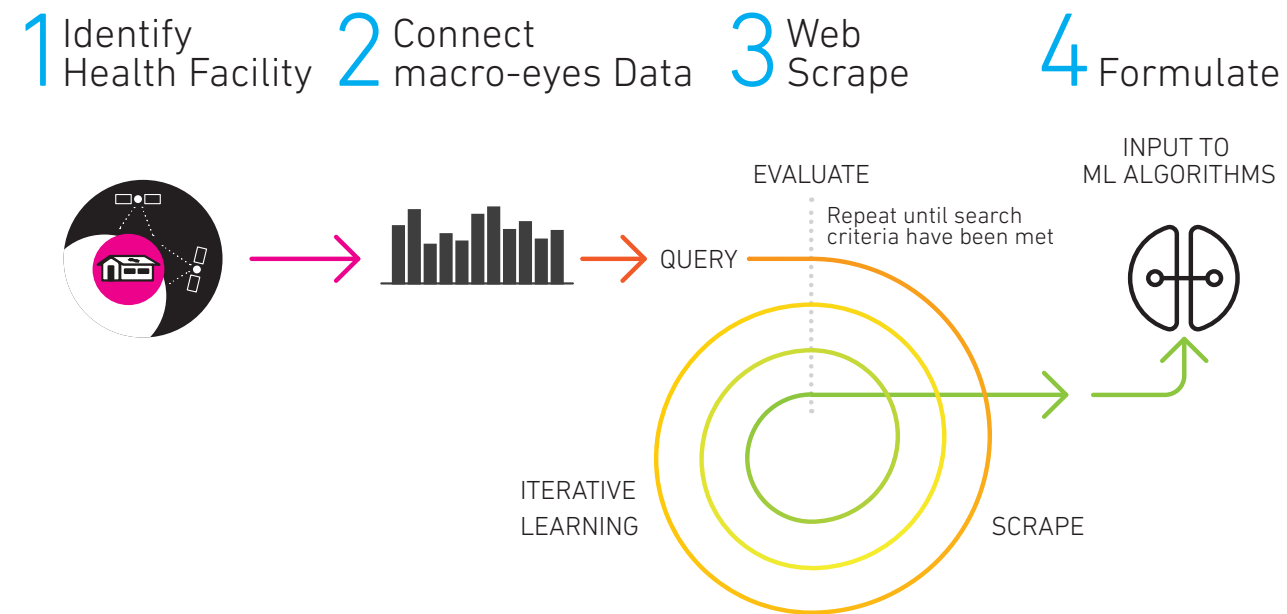 1 Identify
Health Facility
2 Connect
macro-eyes Data
3 Web
Scrape
4 Formulate
INPUT TO
ML ALGORITHMS
EVALUATE
Repeat until search
criteria have been met
QUERY
ITERATIVE
LEARNING
SCRAPE